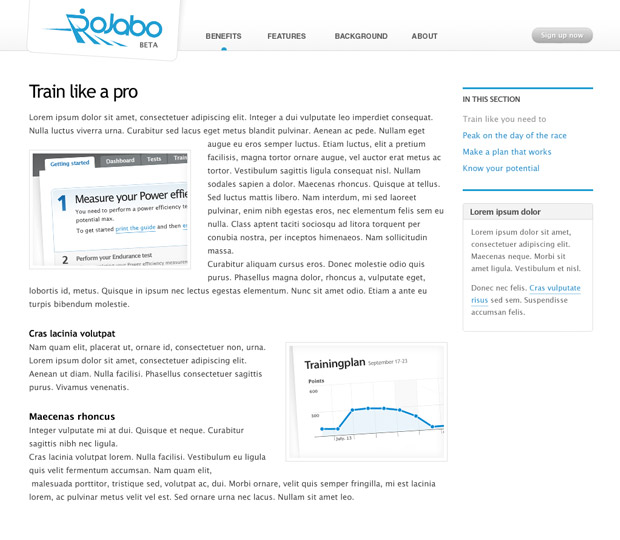 Rojabo
BETA
BENEFITS
FEATURES
BACKGROUND
ABOUT
Sign up now
Train like a pro
Lorem ipsum dolor sit amet, consectetuer adipiscing elit. Integer a dui vulputate leo imperdiet consequat.
Nulla luctus viverra urna. Curabitur sed lacus eget metus blandit pulvinar. Aenean ac pede. Nullam eget
augue eu eros semper luctus. Etiam luctus, elit a pretium
facilisis, magna tortor ornare augue, vel auctor erat metus ac
tortor. Vestibulum sagittis ligula consequat nisl. Nullam
sodales sapien a dolor. Maecenas rhoncus. Quisque at tellus.
Sed luctus mattis libero. Nam interdum, mi sed laoreet
pulvinar, enim nibh egestas eros, nec elementum felis sem eu
nulla. Class aptent taciti sociosqu ad litora torquent per
conubia nostra, per inceptos himenaeos. Nam sollicitudin
massa.
Curabitur aliquam cursus eros. Donec molestie odio quis
purus. Phasellus magna dolor, rhoncus a, vulputate eget,
lobortis id, metus. Quisque in ipsum nec lectus egestas elementum. Nunc sit amet odio. Etiam a ante eu
turpis bibendum molestie.
Getting started
Dashboard
Tests
Train
1 Measure your Power effi
You need to perform a power efficiency te
potential max.
To get started print the guide and then e
2 Perform your Endurance test
Cras lacinia volutpat
Nam quam elit, placerat ut, ornare id, consectetuer non, urna.
Lorem ipsum dolor sit amet, consectetuer adipiscing elit.
Aenean ut diam. Nulla facilisi. Phasellus consectetuer sagittis
purus. Vivamus venenatis.
Trainingplan September 17-23
Points
600
300
July, 13
Maecenas rhoncus
Integer vulputate mi at dui. Quisque et neque. Curabitur
sagittis nibh nec ligula.
Cras lacinia volutpat lorem. Nulla facilisi. Vestibulum eu ligula
quis velit fermentum accumsan. Nam quam elit,
malesuada porttitor, tristique sed, volutpat ac, dui. Morbi ornare, velit quis semper fringilla, mi est lacinia
lorem, ac pulvinar metus velit vel est. Sed ornare urna nec lacus. Nullam sit amet leo.
IN THIS SECTION
Train like you need to
Peak on the day of the race
Make a plan that works
Know your potential
Lorem ipsum dolor
Lorem ipsum dolor sit amet,
consectetuer adipiscing elit.
Maecenas neque. Morbi sit
amet ligula. Vestibulum et nisl.
Donec nec felis. Cras vulputate
risus sed sem. Suspendisse
accumsan felis.